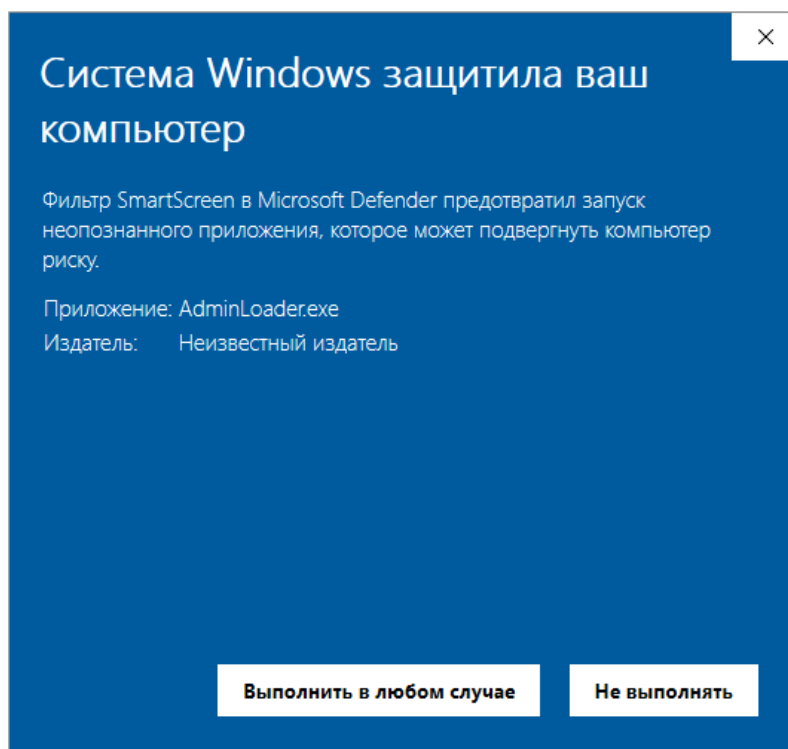 Система Windows защитила ваш
компьютер
Фильтр SmartScreen в Microsoft Defender предотвратил запуск
неопознанного приложения, которое может подвергнуть компьютер
риску.
Приложение: AdminLoader.exe
Издатель: Неизвестный издатель
Выполнить в любом случае Не выполнять